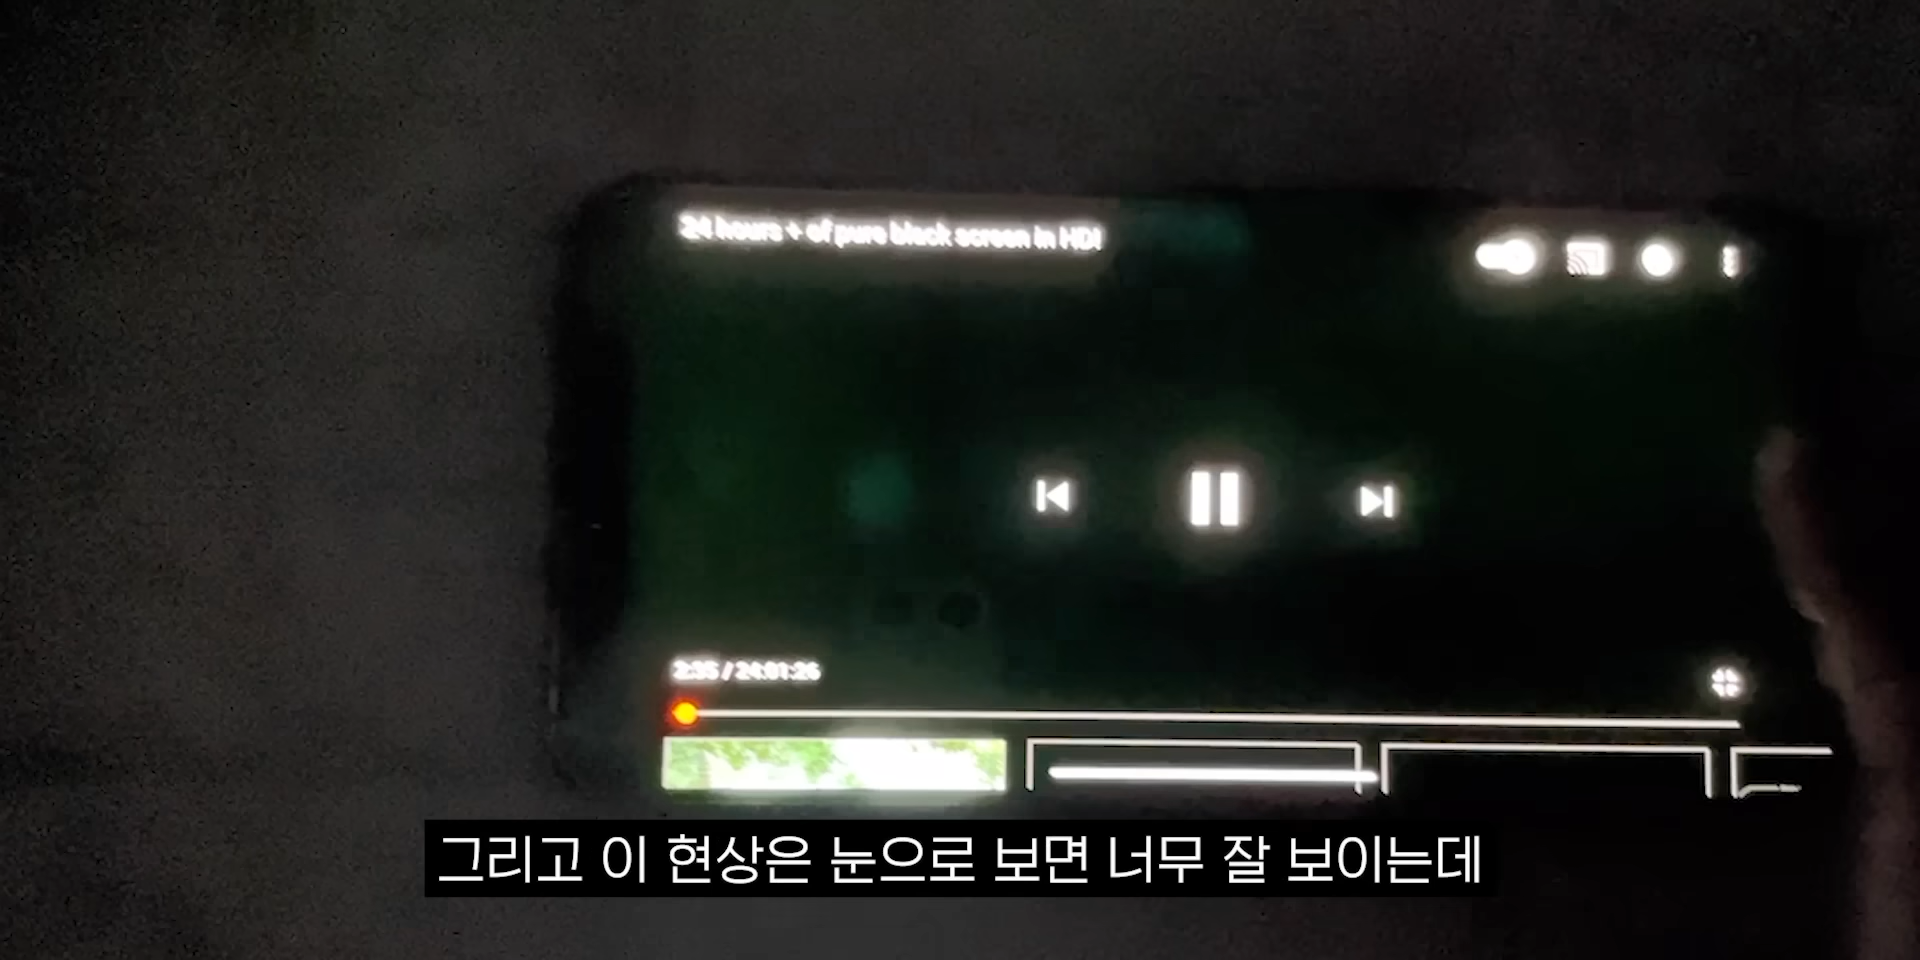 24 hours + of pure black screen in HD!
2:35 / 24:01:26
그리고 이 현상은 눈으로 보면 너무 잘 보이는데